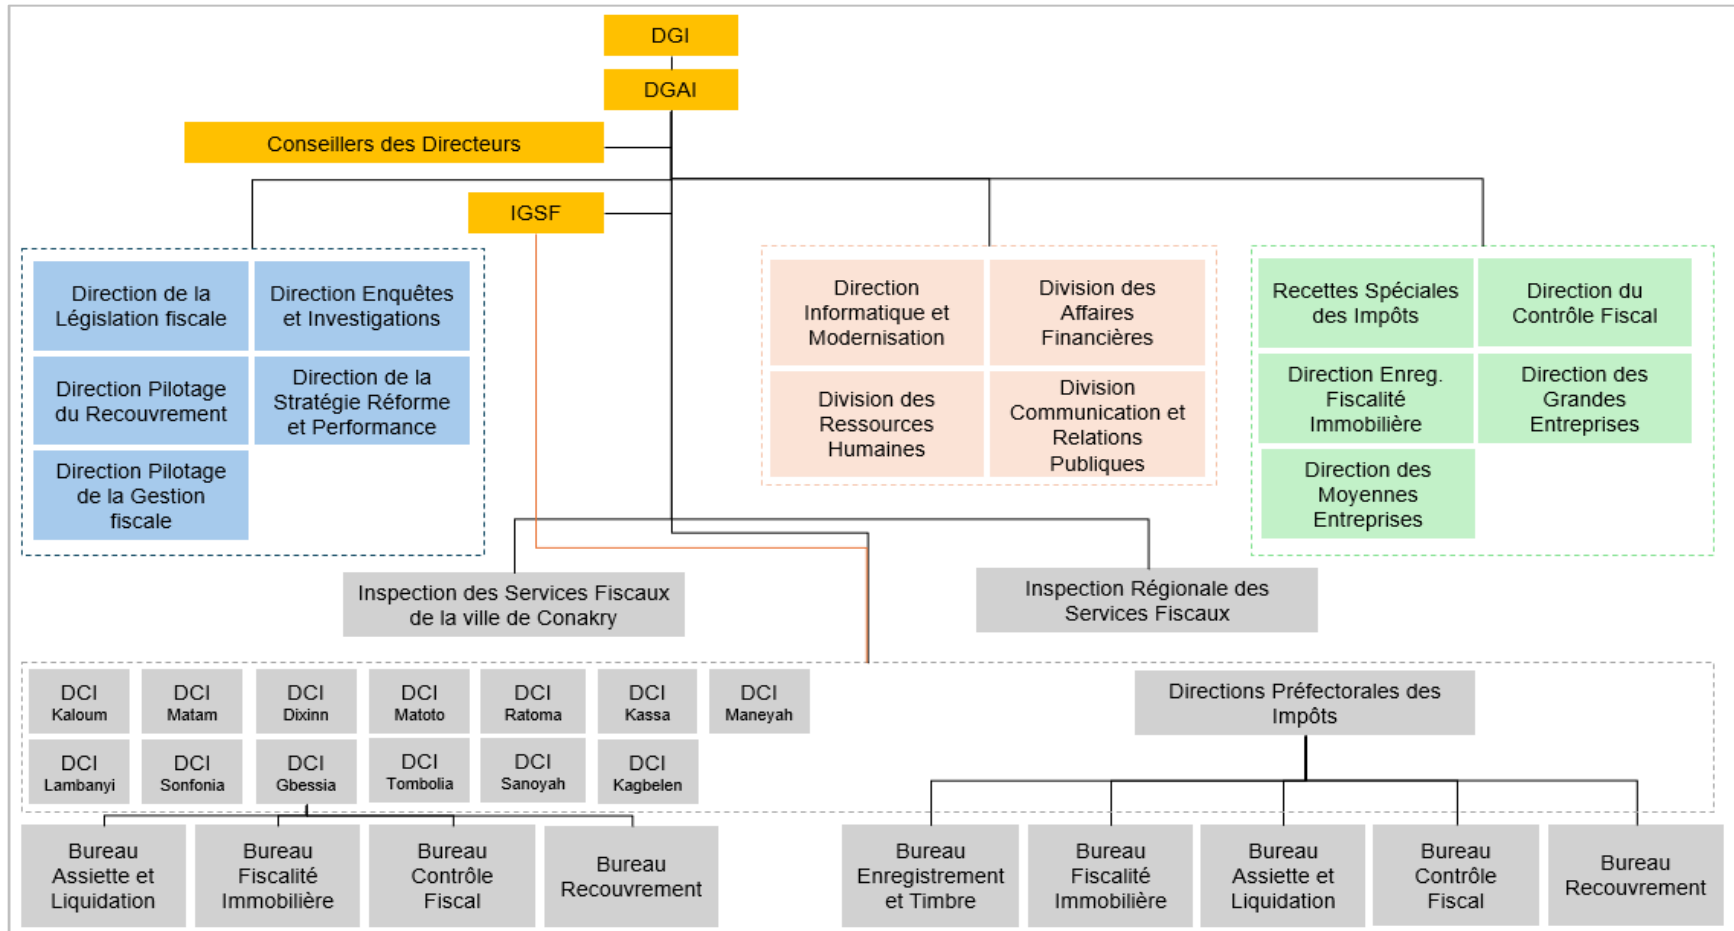 DGI
DGAI
Conseillers des Directeurs
IGSF
Direction de la
Législation fiscale
Direction Enquêtes
et Investigations
Direction Pilotage
du Recouvrement
Direction de la
Stratégie Réforme
et Performance
Direction Pilotage
de la Gestion
fiscale
Direction
Informatique et
Modernisation
Division des
Affaires
Financières
Division des
Ressources
Humaines
Division
Communication et
Relations
Publiques
Recettes Spéciales
des Impôts
Direction du
Contrôle Fiscal
Direction Enreg.
Fiscalité
Immobilière
Direction des
Grandes
Entreprises
Direction des
Moyennes
Entreprises
Inspection des Services Fiscaux
de la ville de Conakry
Inspection Régionale des
Services Fiscaux
DCI
Kaloum
DCI
Matam
DCI
Dixinn
DCI
Matoto
DCI
Ratoma
DCI
Kassa
DCI
Maneyah
DCI
Lambanyi
DCI
Sonfonia
DCI
Gbessia
DCI
Tombolia
DCI
Sanoyah
DCI
Kagbelen
Directions Préfectorales des
Impôts
Bureau
Assiette et
Liquidation
Bureau
Fiscalité
Immobilière
Bureau
Contrôle
Fiscal
Bureau
Recouvrement
Bureau
Enregistrement
et Timbre
Bureau
Fiscalité
Immobilière
Bureau
Assiette et
Liquidation
Bureau
Contrôle
Fiscal
Bureau
Recouvrement